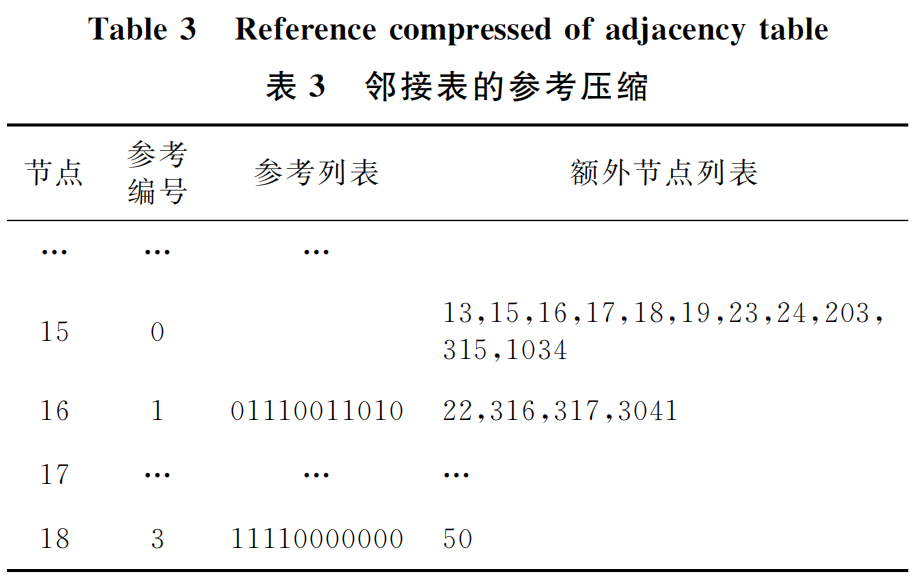 Table 3 Reference compressed of adjacency table
表 3 邻接表的参考压缩
节点 参考编号 参考列表 额外节点列表
… … …
15 0 13,15,16,17,18,19,23,24,203,
315,1034
16 1 01110011010 22,316,317,3041
17 … … …
18 3 11110000000 50